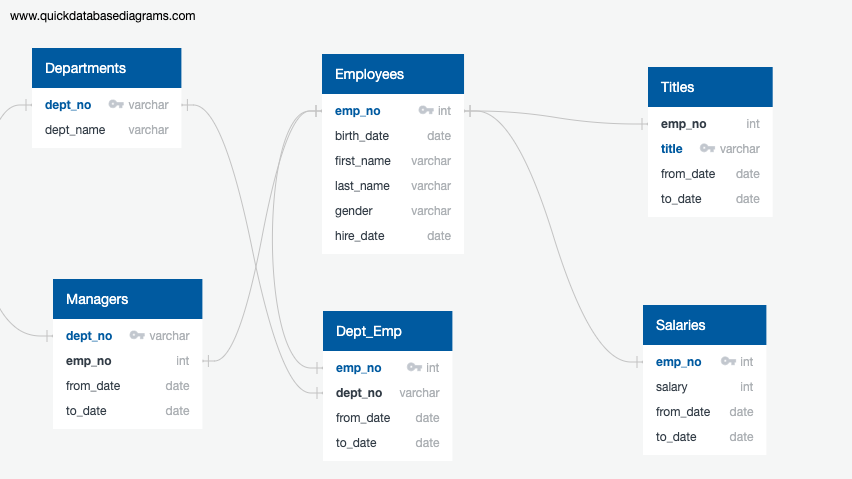 www.quickdatabasediagrams.com
Departments
dept_no varchar
dept_name varchar
Employees
emp_no int
birth_date date
first_name varchar
last_name varchar
gender varchar
hire_date date
Titles
emp_no int
title varchar
from_date date
to_date date
Managers
dept_no varchar
emp_no int
from_date date
to_date date
Dept_Emp
emp_no int
dept_no varchar
from_date date
to_date date
Salaries
emp_no int
salary int
from_date date
to_date date